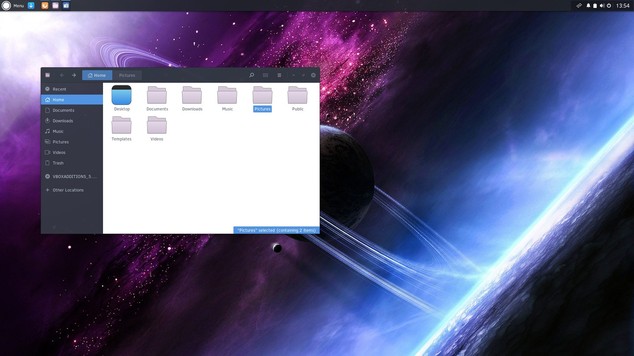 Menu
13:54
Home
Pictures
Recent
Home
Documents
Downloads
Music
Pictures
Videos
Trash
VBOXADDITIONS_5...
Other Locations
Desktop
Documents
Downloads
Music
Pictures
Public
Templates
Videos
"Pictures" selected (containing 2 items)